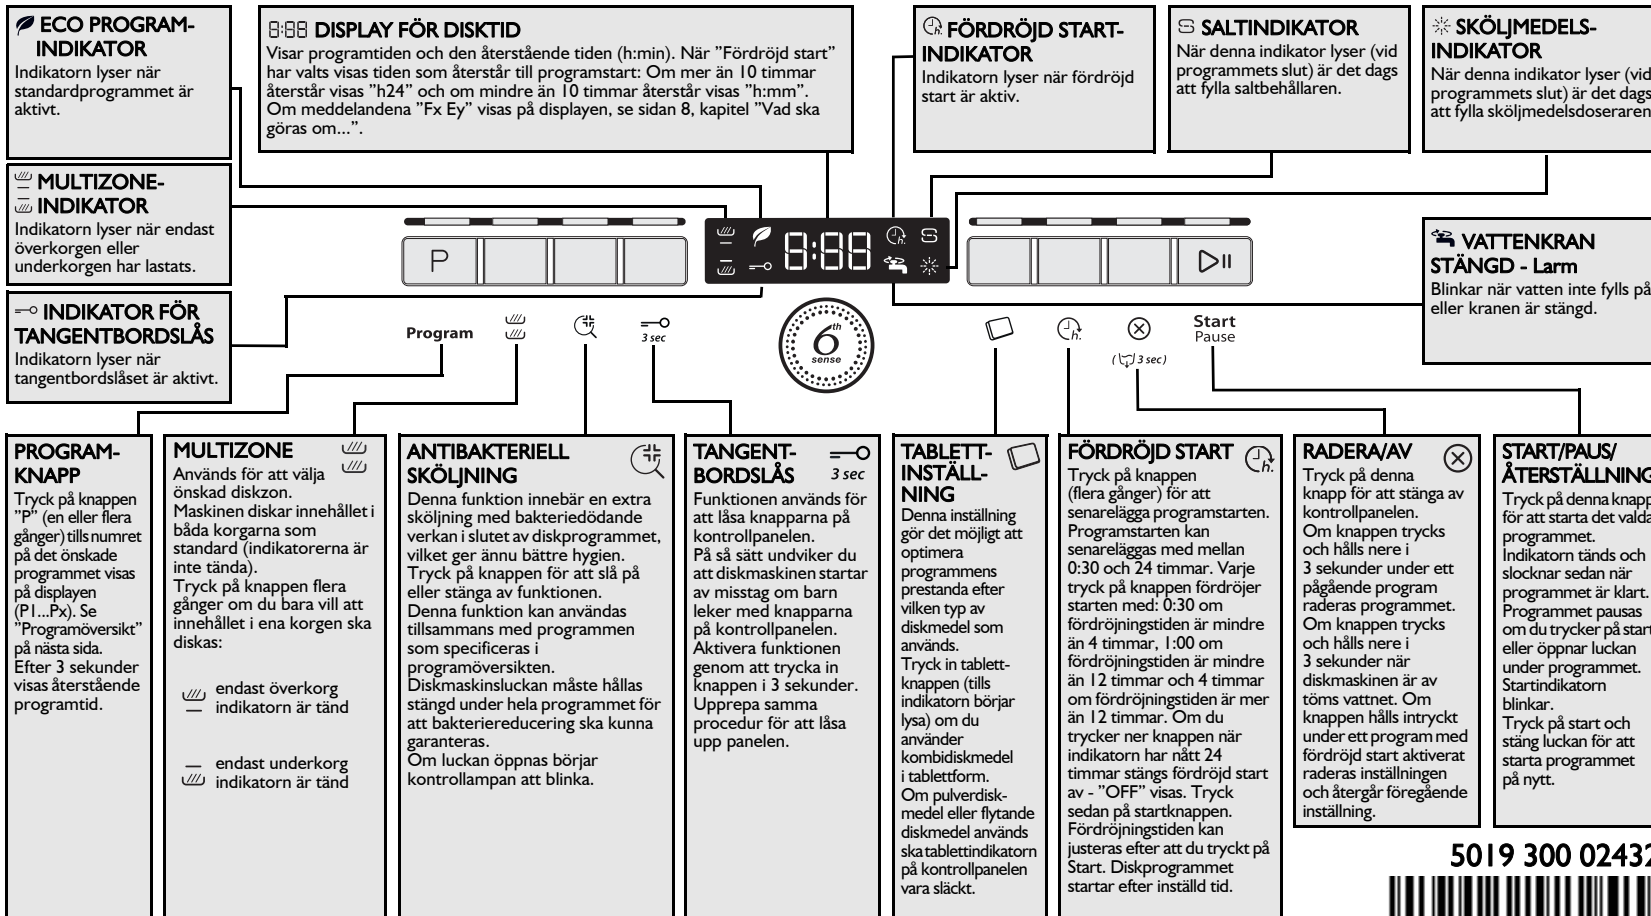 ECO PROGRAM-
INDIKATOR
Indikatorn lyser när
standardprogrammet är
aktivt.
8:88 DISPLAY FÖR DISKTID
Visar programtiden och den återstående tiden (h:min). När ”Fördröjd start”
har valts visas tiden som återstår till programstart: Om mer än 10 timmar
återstår visas ”h24” och om mindre än 10 timmar återstår visas ”h:mm”.
Om meddelandena ”Fx Ey” visas på displayen, se sidan 8, kapitel ”Vad ska
göras om...”.
h. FÖRDRÖJD START-
INDIKATOR
Indikatorn lyser när fördröjd
start är aktiv.
SALTINDIKATOR
När denna indikator lyser (vid
programmets slut) är det dags
att fylla saltbehållaren.
SKÖLJMEDELS-
INDIKATOR
När denna indikator lyser (vid
programmets slut) är det dags
att fylla sköljmedelsdoseraren
MULTIZONE-
INDIKATOR
Indikatorn lyser när endast
överkorgen eller
underkorgen har lastats.
INDIKATOR FÖR
TANGENTBORDSLÅS
Indikatorn lyser när
tangentbordslåset är aktivt.
VATTENKRAN
STÄNGD - Larm
Blinkar när vatten inte fylls på
eller kranen är stängd.
P
8:88
h.
Program
3 sec
6th
sense
h.
(3 sec)
Start
Pause
PROGRAM-
KNAPP
Tryck på knappen
”P” (en eller flera
gånger) tills numret
på det önskade
programmet visas
på displayen
(P1...Px). Se
”Programöversikt”
på nästa sida.
Efter 3 sekunder
visas återstående
programtid.
MULTIZONE
Används för att välja
önskad diskzon.
Maskinen diskar innehållet i
båda korgarna som
standard (indikatorerna är
inte tända).
Tryck på knappen flera
gånger om du bara vill att
innehållet i ena korgen ska
diskas:
endast överkorg
indikatorn är tänd
endast underkorg
indikatorn är tänd
ANTIBAKTERIELL
SKÖLJNING
Denna funktion innebär en extra
sköljning med bakteriedödande
verkan i slutet av diskprogrammet,
vilket ger ännu bättre hygien.
Tryck på knappen för att slå på
eller stänga av funktionen.
Denna funktion kan användas
tillsammans med programmen
som specificeras i
programöversikten.
Diskmaskinsluckan måste hållas
stängd under hela programmet för
att bakteriereducering ska kunna
garanteras.
Om luckan öppnas börjar
kontrollampan att blinka.
TANGENT-
BORDSLÅS
3 sec
Funktionen används för
att låsa knapparna på
kontrollpanelen.
På så sätt undviker du
att diskmaskinen startar
av misstag om barn
leker med knapparna
på kontrollpanelen.
Aktivera funktionen
genom att trycka in
knappen i 3 sekunder.
Upprepa samma
procedur för att låsa
upp panelen.
TABLETT-
INSTÄLL-
NING
Denna inställning
gör det möjligt att
optimera
programmens
prestanda efter
vilken typ av
diskmedel som
används.
Tryck in tablett-
knappen (tills
indikatorn börjar
lysa) om du
använder
kombidiskmedel
i tablettform.
Om pulverdisk-
medel eller flytande
diskmedel används
ska tablettindikatorn
på kontrollpanelen
vara släckt.
FÖRDRÖJD START
h.
Tryck på knappen
(flera gånger) för att
senarelägga programstarten.
Programstarten kan
senareläggas med mellan
0:30 och 24 timmar. Varje
tryck på knappen fördröjer
starten med: 0:30 om
fördröjningstiden är mindre
än 4 timmar, 1:00 om
fördröjningstiden är mindre
än 12 timmar och 4 timmar
om fördröjningstiden är mer
än 12 timmar. Om du
trycker ner knappen när
indikatorn har nått 24
timmar stängs fördröjd start
av - ”OFF” visas. Tryck
sedan på startknappen.
Fördröjningstiden kan
justeras efter att du tryckt på
Start. Diskprogrammet
startar efter inställd tid.
RADERA/AV
Tryck på denna
knapp för att stänga av
kontrollpanelen.
Om knappen trycks
och hålls nere i
3 sekunder under ett
pågående program
raderas programmet.
Om knappen trycks
och hålls nere i
3 sekunder när
diskmaskinen är av
töms vattnet. Om
knappen hålls intryckt
under ett program med
fördröjd start aktiverat
raderas inställningen
och återgår föregående
inställning.
START/PAUS/
ÅTERSTÄLLNING
Tryck på denna knapp
för att starta det valda
programmet.
Indikatorn tänds och
slocknar sedan när
programmet är klart.
Programmet pausas
om du trycker på start
eller öppnar luckan
under programmet.
Startindikatorn
blinkar.
Tryck på start och
stäng luckan för att
starta programmet
på nytt.
5019 300 02432